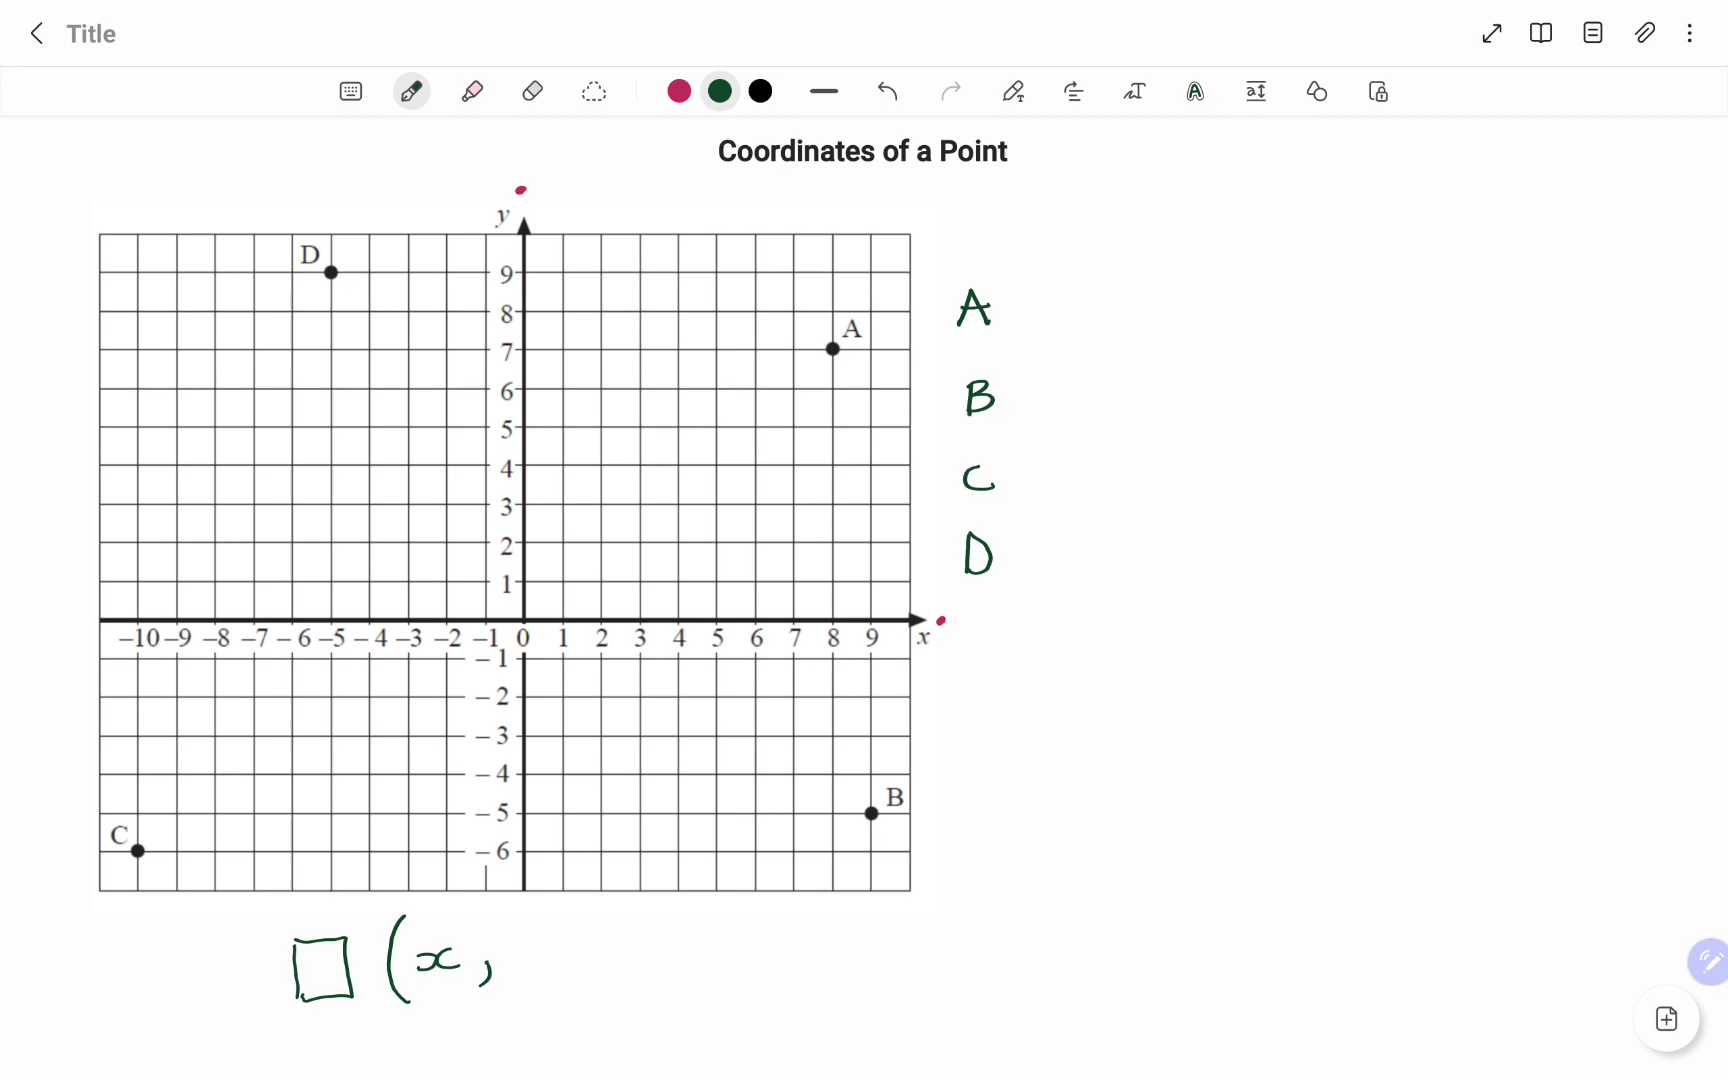 Title
Coordinates of a Point
y
D
9
8
A
7
6
5
4
3
2
1
–10 –9 –8 –7 –6 –5 –4 –3 –2 –1 0 1 2 3 4 5 6 7 8 9 x
–1
–2
–3
–4
B
–5
C
–6
A
B
C
D
(x ,